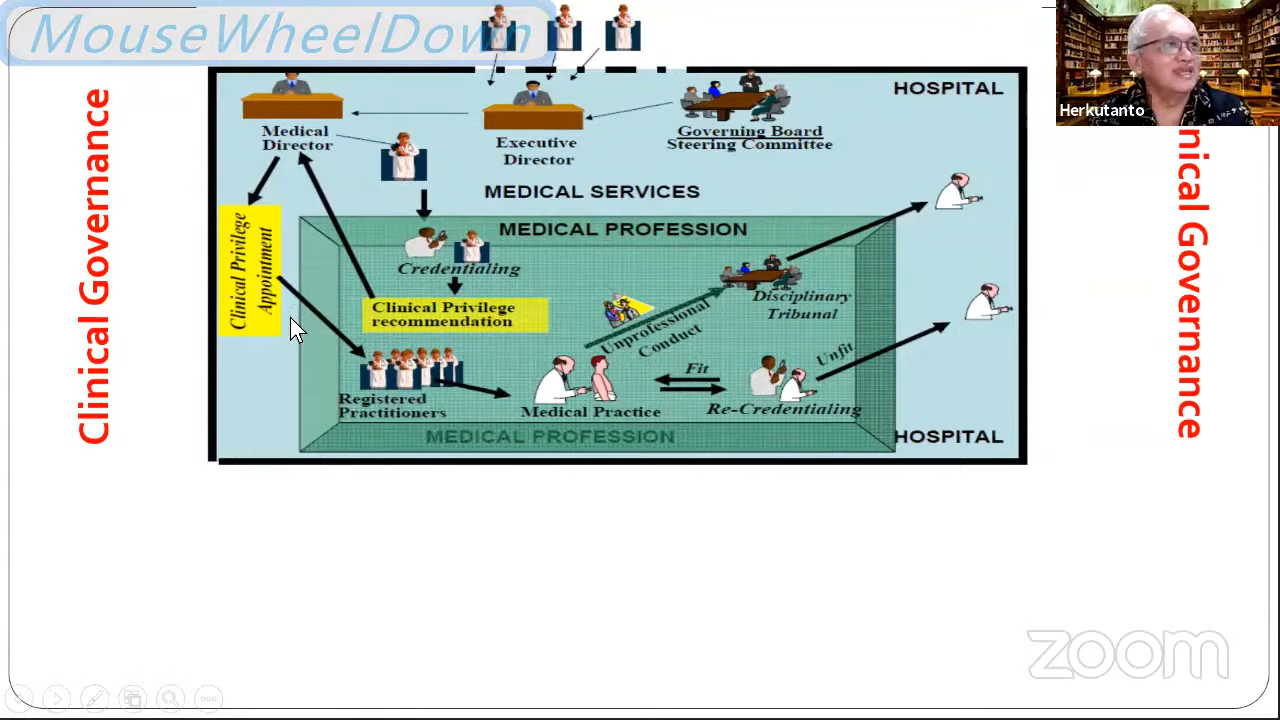 MouseWheelDown
Herkutanto
Clinical Governance
HOSPITAL
Medical
Director
Executive
Director
Governing Board
Steering Committee
MEDICAL SERVICES
MEDICAL PROFESSION
Clinical Privilege
Appointment
Credentialing
Clinical Privilege
recommendation
Unprofessional
Conduct
Disciplinary
Tribunal
Registered
Practitioners
Medical Practice
Fit
Unfit
Re-Credentialing
MEDICAL PROFESSION
HOSPITAL
nical Governance
zoom